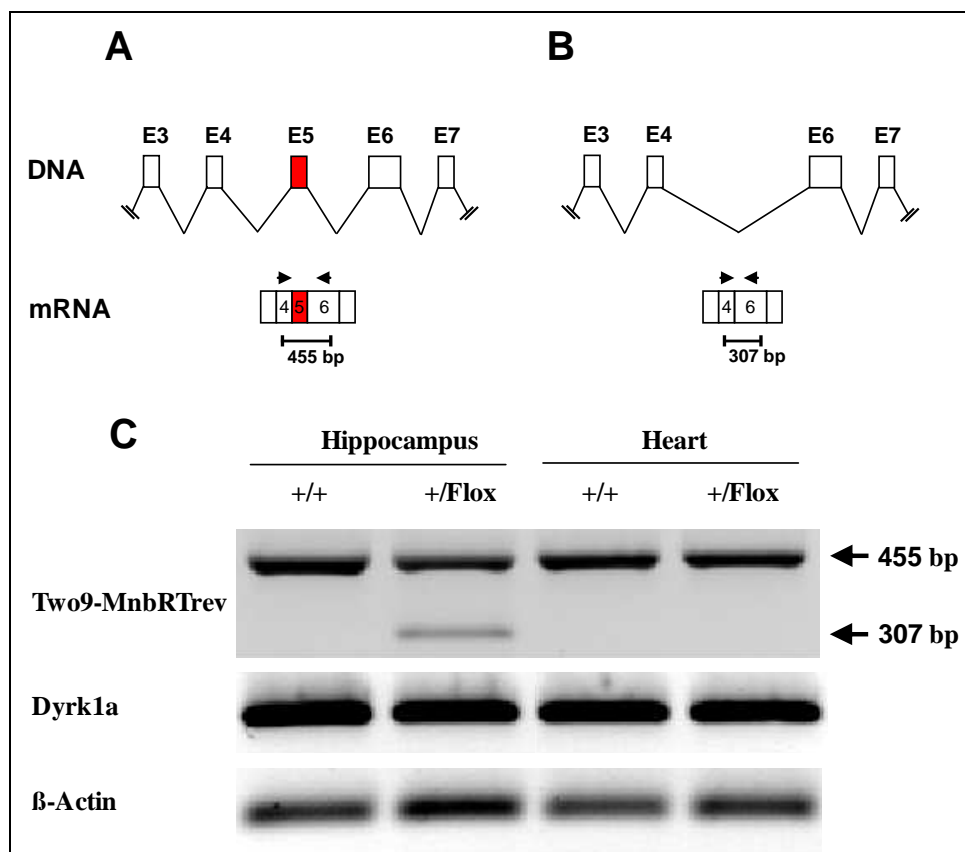 A B
E3 E4 E5 E6 E7 E3 E4 E6 E7
DNA
mRNA 4 5 6 4 6
455 bp 307 bp
C Hippocampus Heart
+/+ +/Flox +/+ +/Flox
455 bp
Two9-MnbRTrev
307 bp
Dyrk1a
ß-Actin